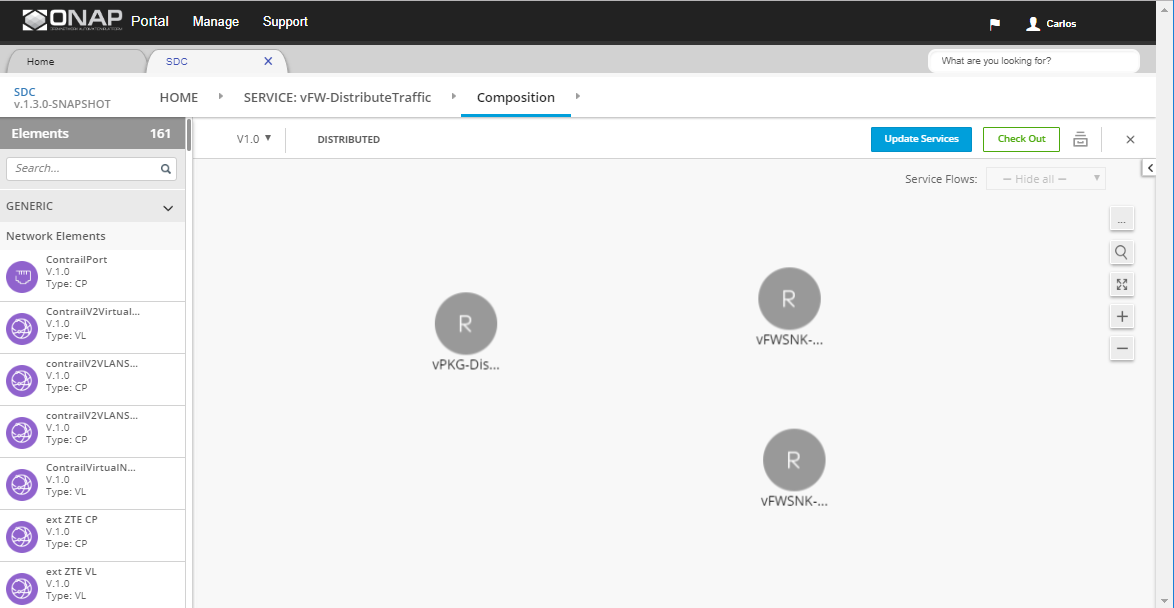 ONAP Portal Manage Support
Carlos
Home
SDC
What are you looking for?
SDC
v.1.3.0-SNAPSHOT
HOME
SERVICE: vFW-DistributeTraffic
Composition
Elements 161
V1.0
DISTRIBUTED
Update Services
Check Out
Search...
Service Flows: — Hide all —
GENERIC
Network Elements
ContrailPort
V.1.0
Type: CP
ContrailV2Virtual...
V.1.0
Type: VL
contrailV2VLANS...
V.1.0
Type: CP
contrailV2VLANS...
V.1.0
Type: CP
ContrailVirtualN...
V.1.0
Type: VL
ext ZTE CP
V.1.0
Type: CP
ext ZTE VL
V.1.0
Type: VL
R
vPKG-Dis...
R
vFWSNK-...
R
vFWSNK-...
...